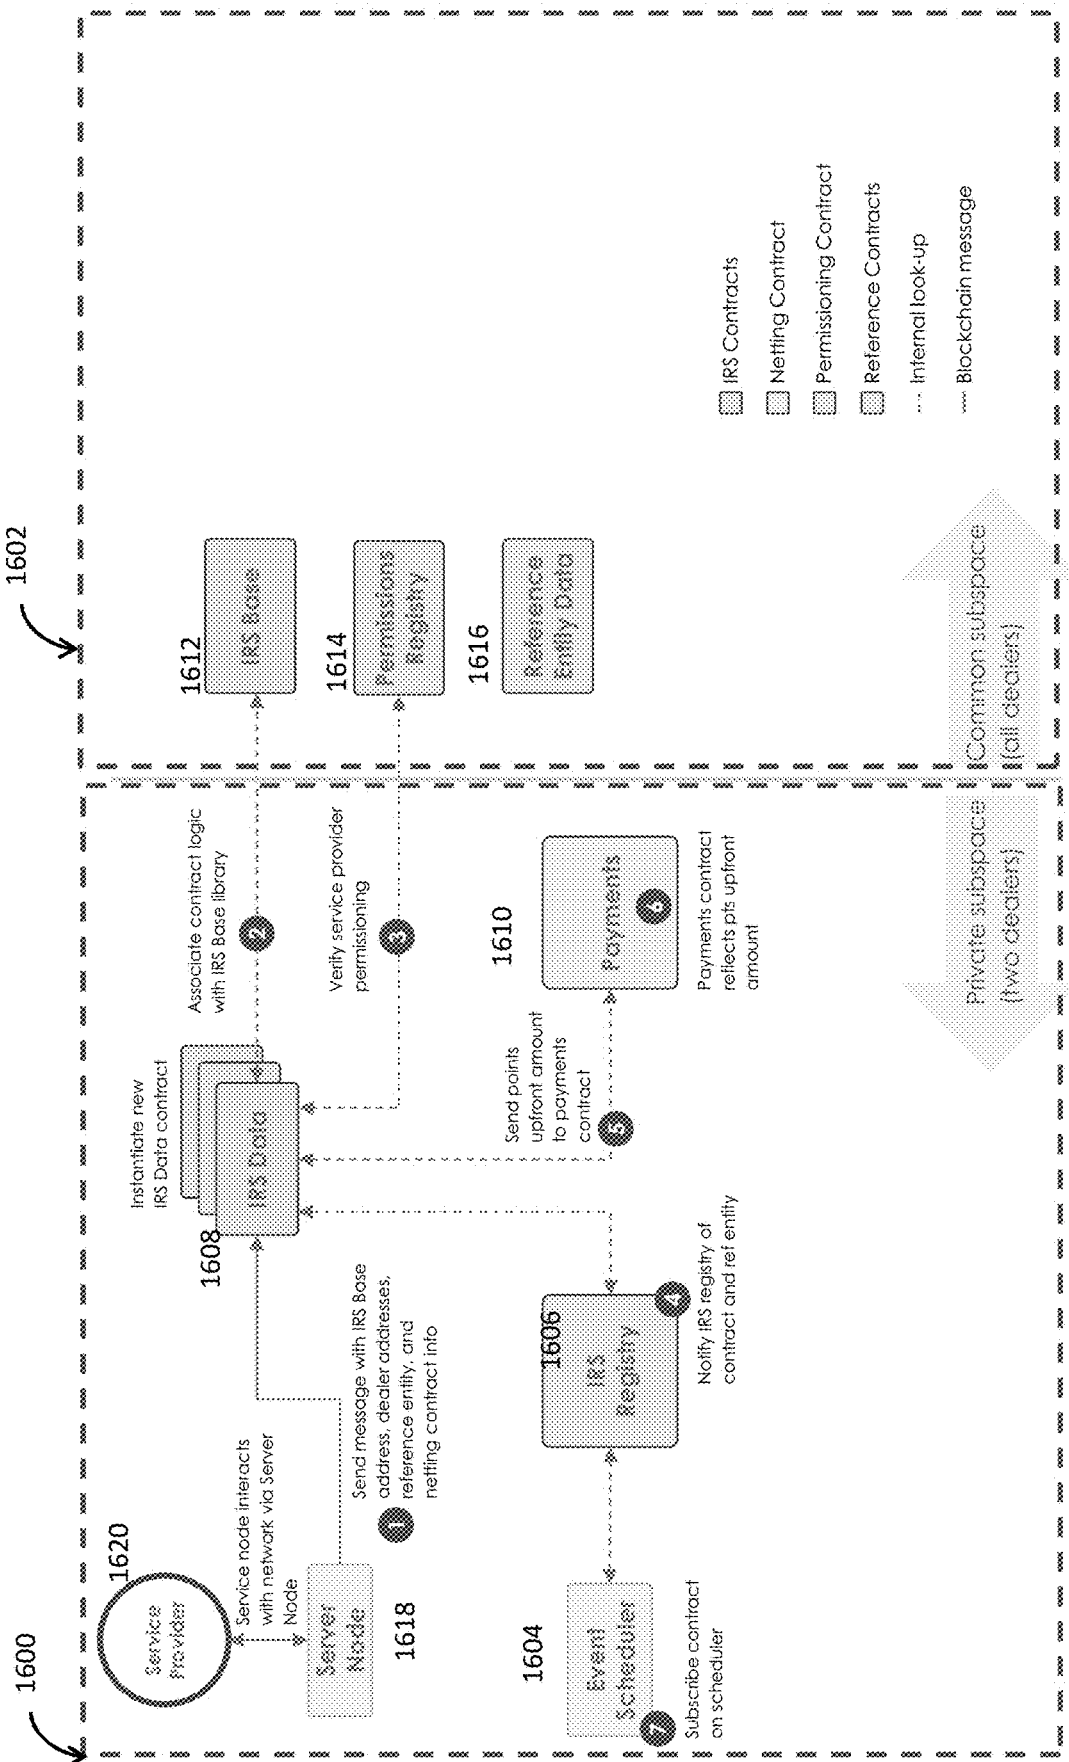 1600
1602
1620
Service
Provider
Service node interacts
with network via Server
Node
Server
Node
1618
1
Send message with IRS Base
address, dealer addresses,
reference entity, and
netting contract into
Instantiate new
IRS Data contract
1608
IRS Data
Associate contract logic
with IRS Base library
2
1612
IRS Base
Verify service provider
permissioning
3
1614
Permissions
Registry
1616
Reference
Entity Data
1604
Event
Scheduler
7
Subscribe contract
on scheduler
1606
IRS
Registry
4
Notify IRS registry of
contract and ref entity
Send points
upfront amount
to payments
contract
5
1610
Payments
6
Payments contract
reflects pts upfront
amount
Private subspace
(two dealers)
Common subspace
(all dealers)
IRS Contracts
Netting Contract
Permissioning Contract
Reference Contracts
Internal look-up
Blockchain message